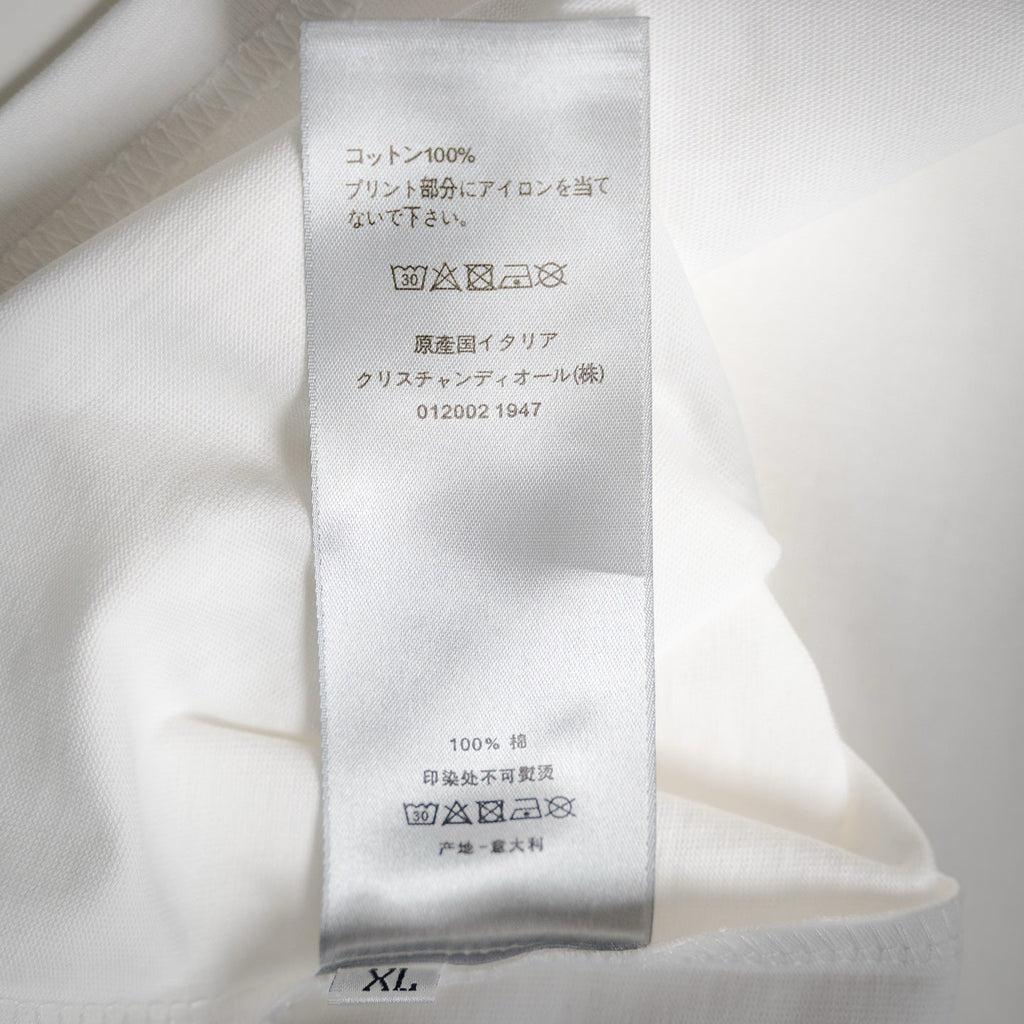 コットン100%
プリント部分にアイロンを当て
ないで下さい。
30
原産国イタリア
クリスチャンディオール(株)
012002 1947
100% 棉
印染处不可熨烫
30
产地-意大利
XL